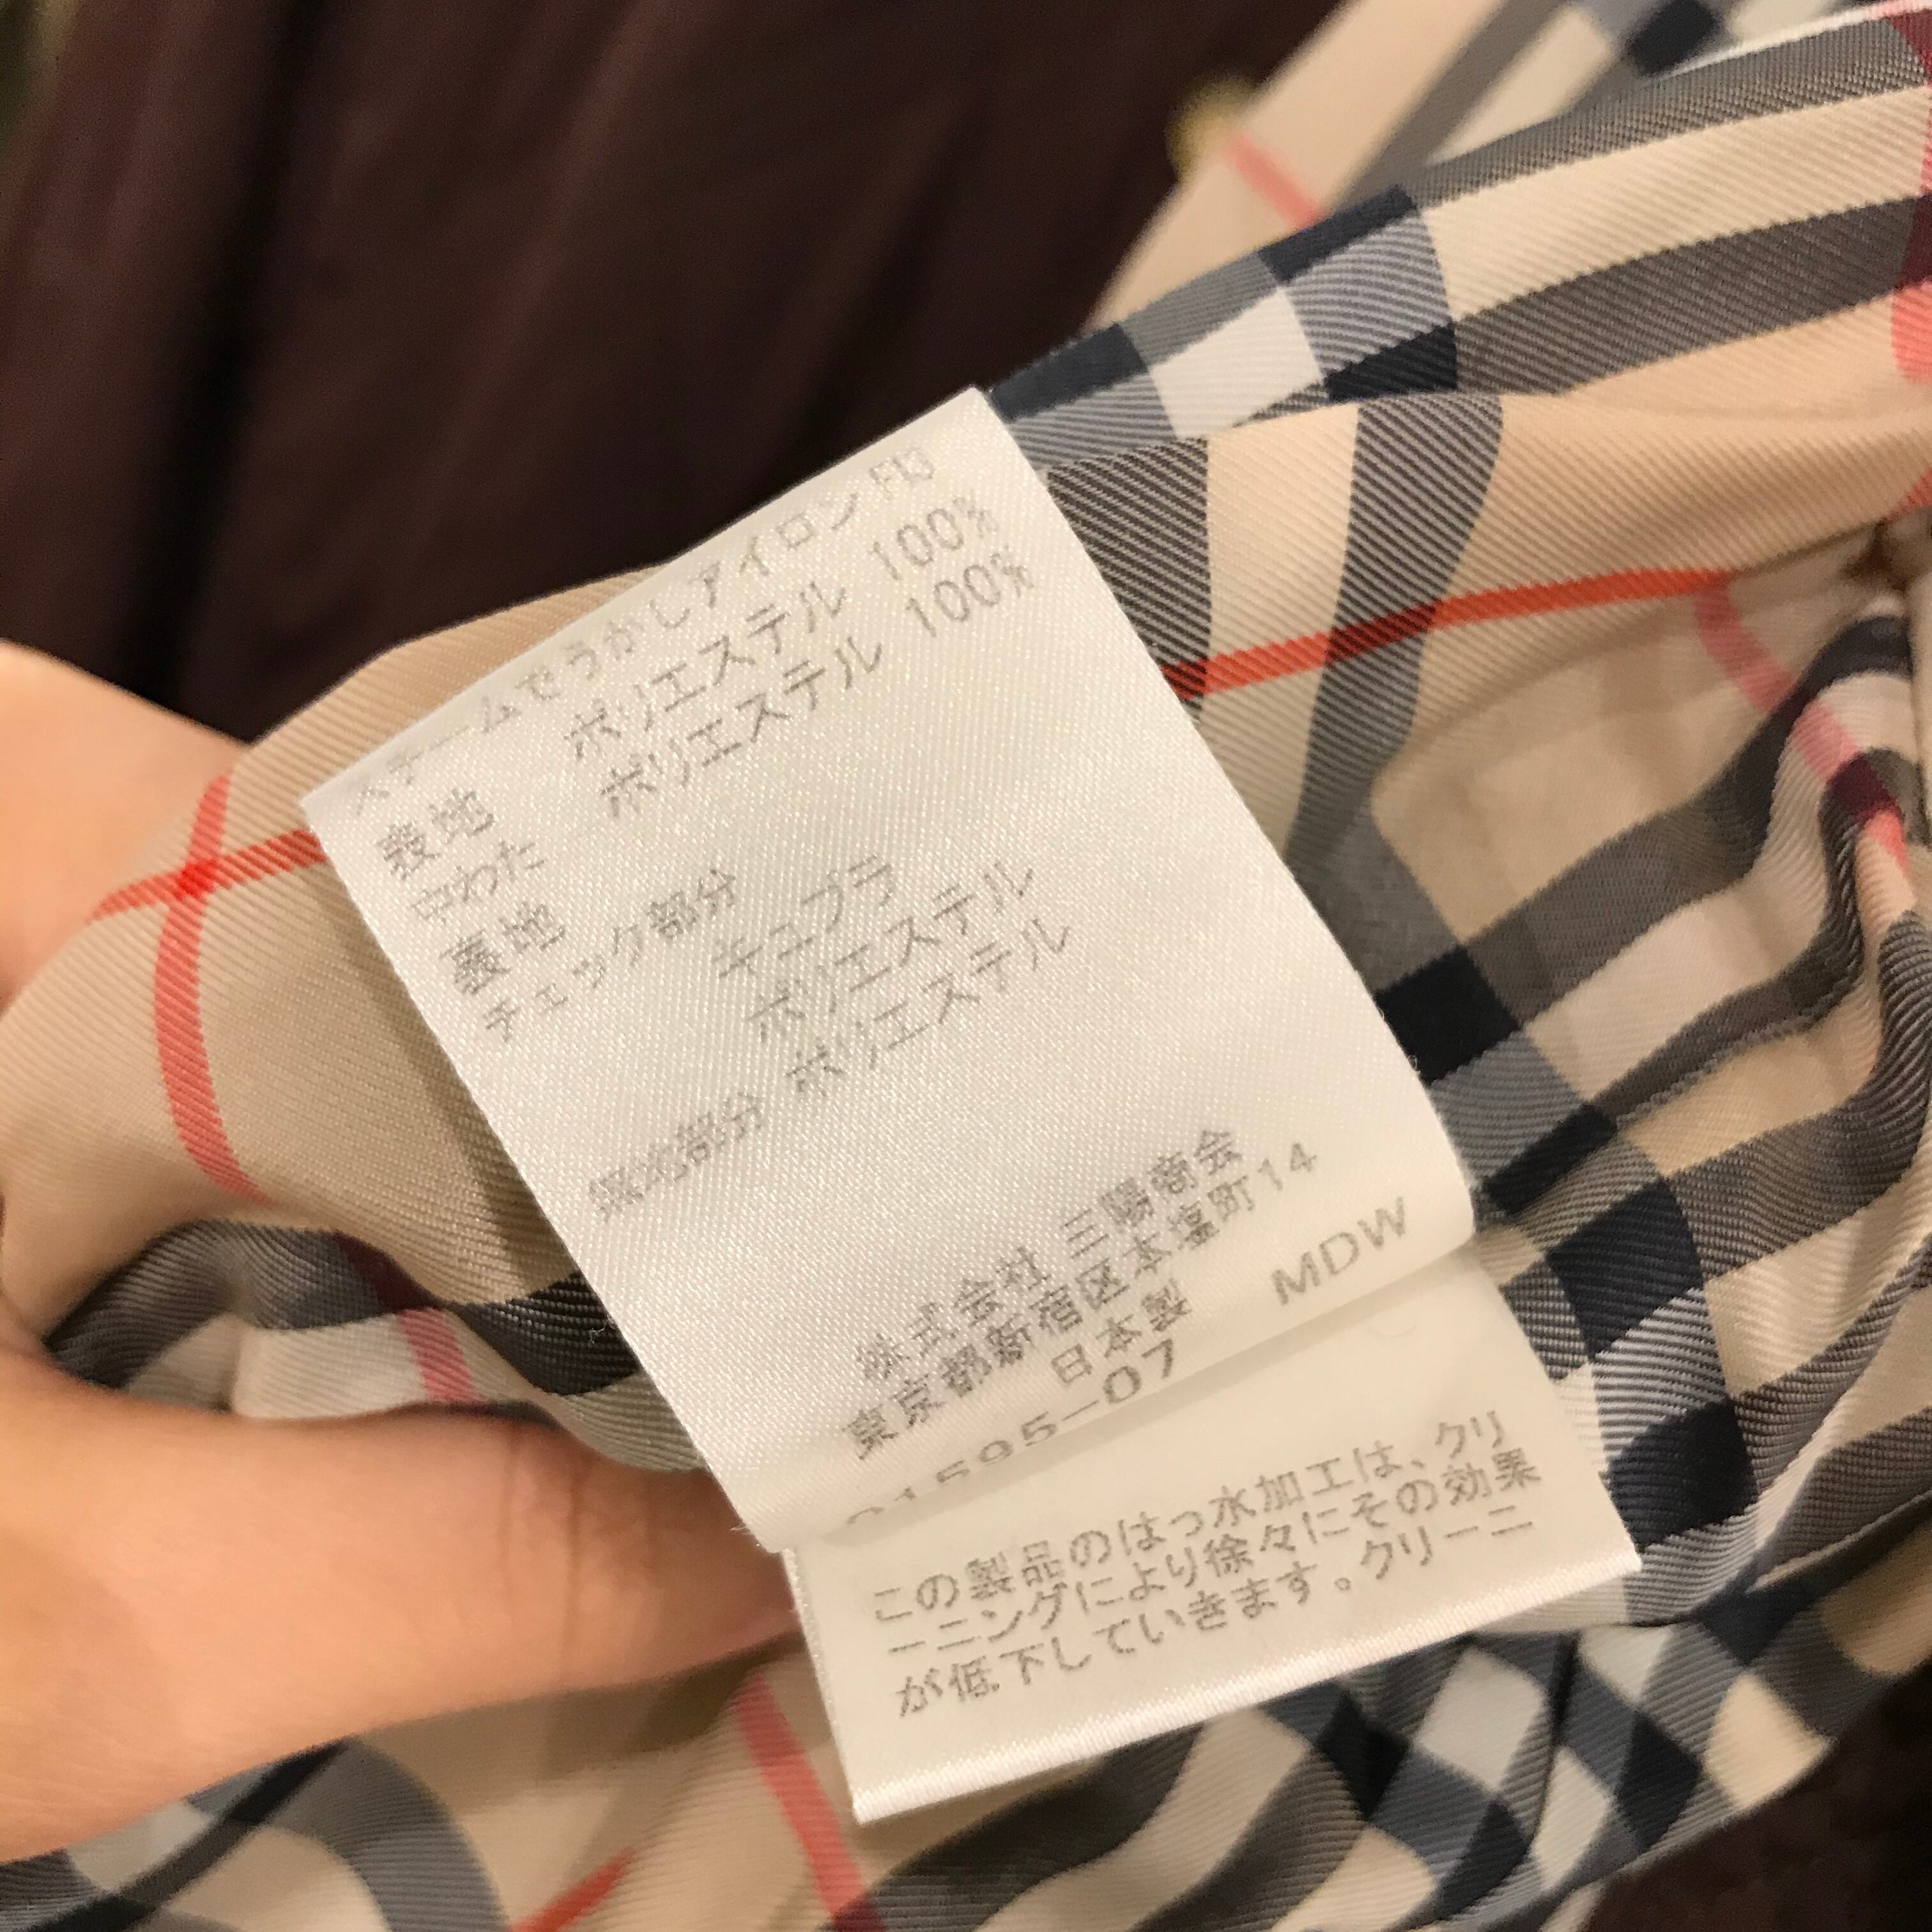 スチームでうかしアイロン
表地 ポリエステル 100%
中わた ポリエステル 100%
裏地
チェック部分
キュプラ
ポリエステル
無地部分 ポリエステル
株式会社 三陽商会
東京都新宿区本塩町14
日本製 MDW
01595-07
この製品のはっ水加工は、クリ
ーニングにより徐々にその効果
が低下していきます。クリーニ